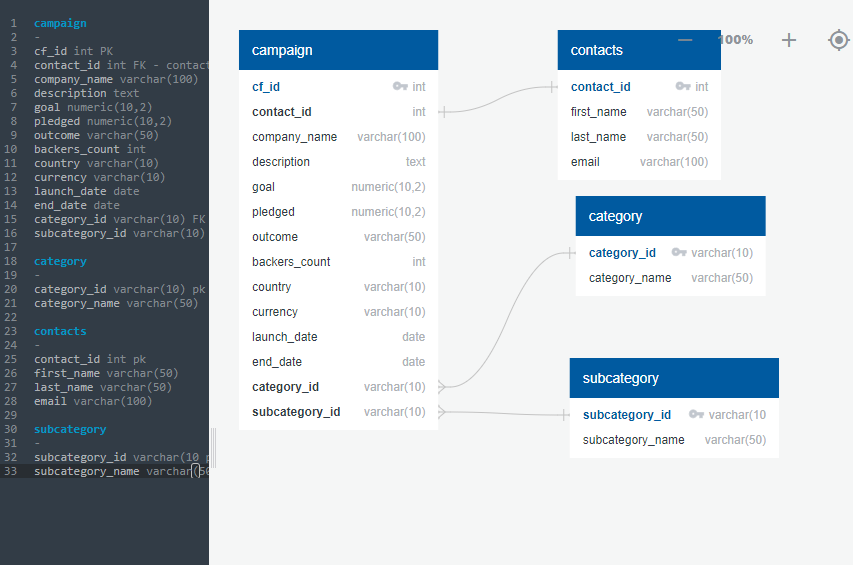 1 campaign
2 -
3 cf_id int PK
4 contact_id int FK - contact
5 company_name varchar(100)
6 description text
7 goal numeric(10,2)
8 pledged numeric(10,2)
9 outcome varchar(50)
10 backers_count int
11 country varchar(10)
12 currency varchar(10)
13 launch_date date
14 end_date date
15 category_id varchar(10) FK
16 subcategory_id varchar(10)
17
18 category
19 -
20 category_id varchar(10) pk
21 category_name varchar(50)
22
23 contacts
24 -
25 contact_id int pk
26 first_name varchar(50)
27 last_name varchar(50)
28 email varchar(100)
29
30 subcategory
31 -
32 subcategory_id varchar(10 p
33 subcategory_name varchar(50
100%
campaign
cf_id int
contact_id int
company_name varchar(100)
description text
goal numeric(10,2)
pledged numeric(10,2)
outcome varchar(50)
backers_count int
country varchar(10)
currency varchar(10)
launch_date date
end_date date
category_id varchar(10)
subcategory_id varchar(10)
contacts
contact_id int
first_name varchar(50)
last_name varchar(50)
email varchar(100)
category
category_id varchar(10)
category_name varchar(50)
subcategory
subcategory_id varchar(10
subcategory_name varchar(50)